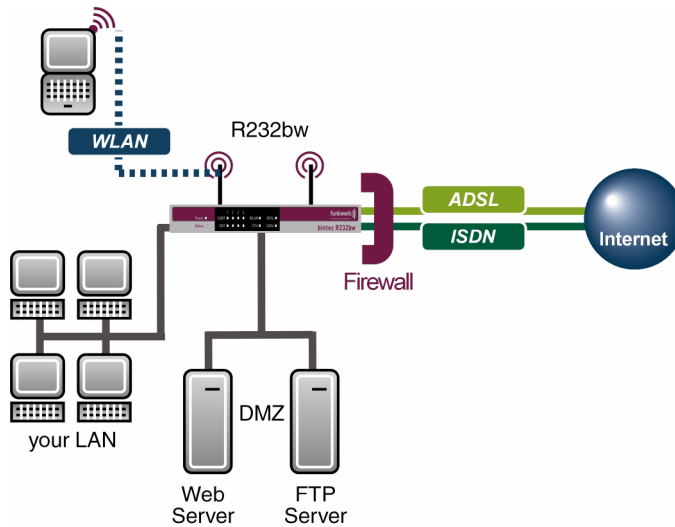 R232bw
WLAN
funkwerk
bintec R232bw
ADSL
ISDN
Internet
Firewall
your LAN
DMZ
Web
Server
FTP
Server